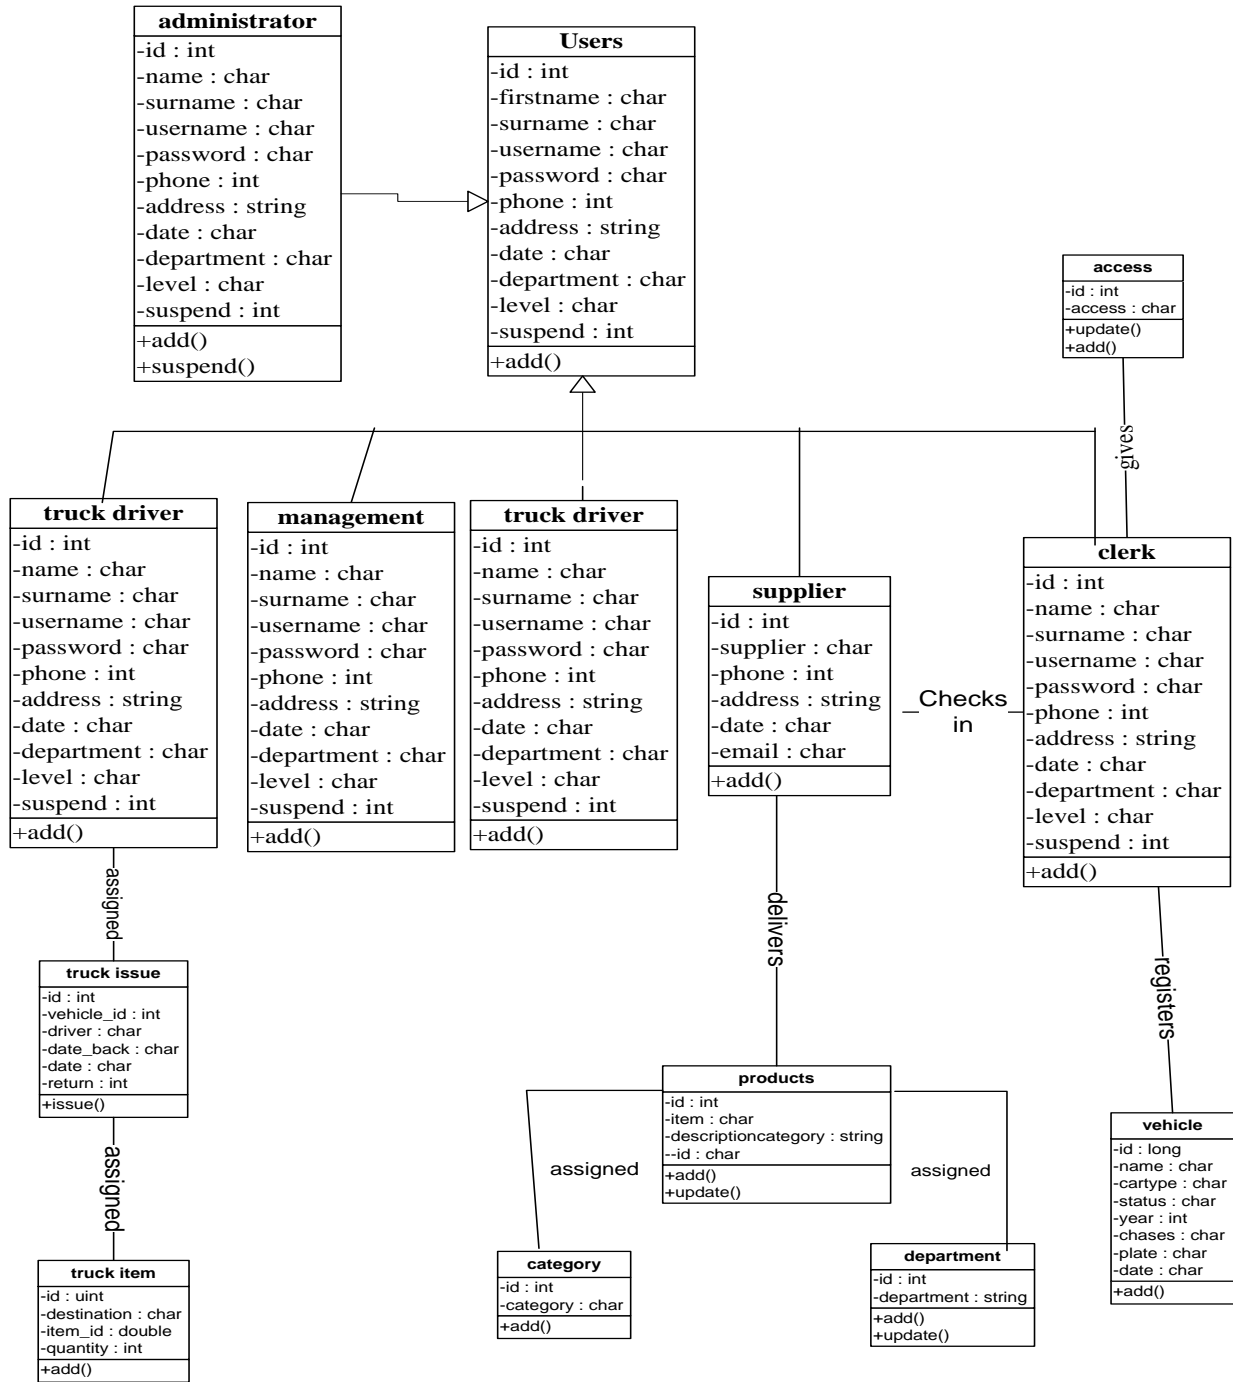 administrator
-id : int
-name : char
-surname : char
-username : char
-password : char
-phone : int
-address : string
-date : char
-department : char
-level : char
-suspend : int
+add()
+suspend()
Users
-id : int
-firstname : char
-surname : char
-username : char
-password : char
-phone : int
-address : string
-date : char
-department : char
-level : char
-suspend : int
+add()
access
-id : int
-access : char
+update()
+add()
gives
truck driver
-id : int
-name : char
-surname : char
-username : char
-password : char
-phone : int
-address : string
-date : char
-department : char
-level : char
-suspend : int
+add()
management
-id : int
-name : char
-surname : char
-username : char
-password : char
-phone : int
-address : string
-date : char
-department : char
-level : char
-suspend : int
+add()
truck driver
-id : int
-name : char
-surname : char
-username : char
-password : char
-phone : int
-address : string
-date : char
-department : char
-level : char
-suspend : int
+add()
supplier
-id : int
-supplier : char
-phone : int
-address : string
-date : char
-email : char
+add()
Checks
in
clerk
-id : int
-name : char
-surname : char
-username : char
-password : char
-phone : int
-address : string
-date : char
-department : char
-level : char
-suspend : int
+add()
assigned
delivers
registers
truck issue
-id : int
-vehicle_id : int
-driver : char
-date_back : char
-date : char
-return : int
+issue()
assigned
truck item
-id : uint
-destination : char
-item_id : double
-quantity : int
+add()
products
-id : int
-item : char
-descriptioncategory : string
--id : char
+add()
+update()
assigned
assigned
category
-id : int
-category : char
+add()
department
-id : int
-department : string
+add()
+update()
vehicle
-id : long
-name : char
-cartype : char
-status : char
-year : int
-chases : char
-plate : char
-date : char
+add()